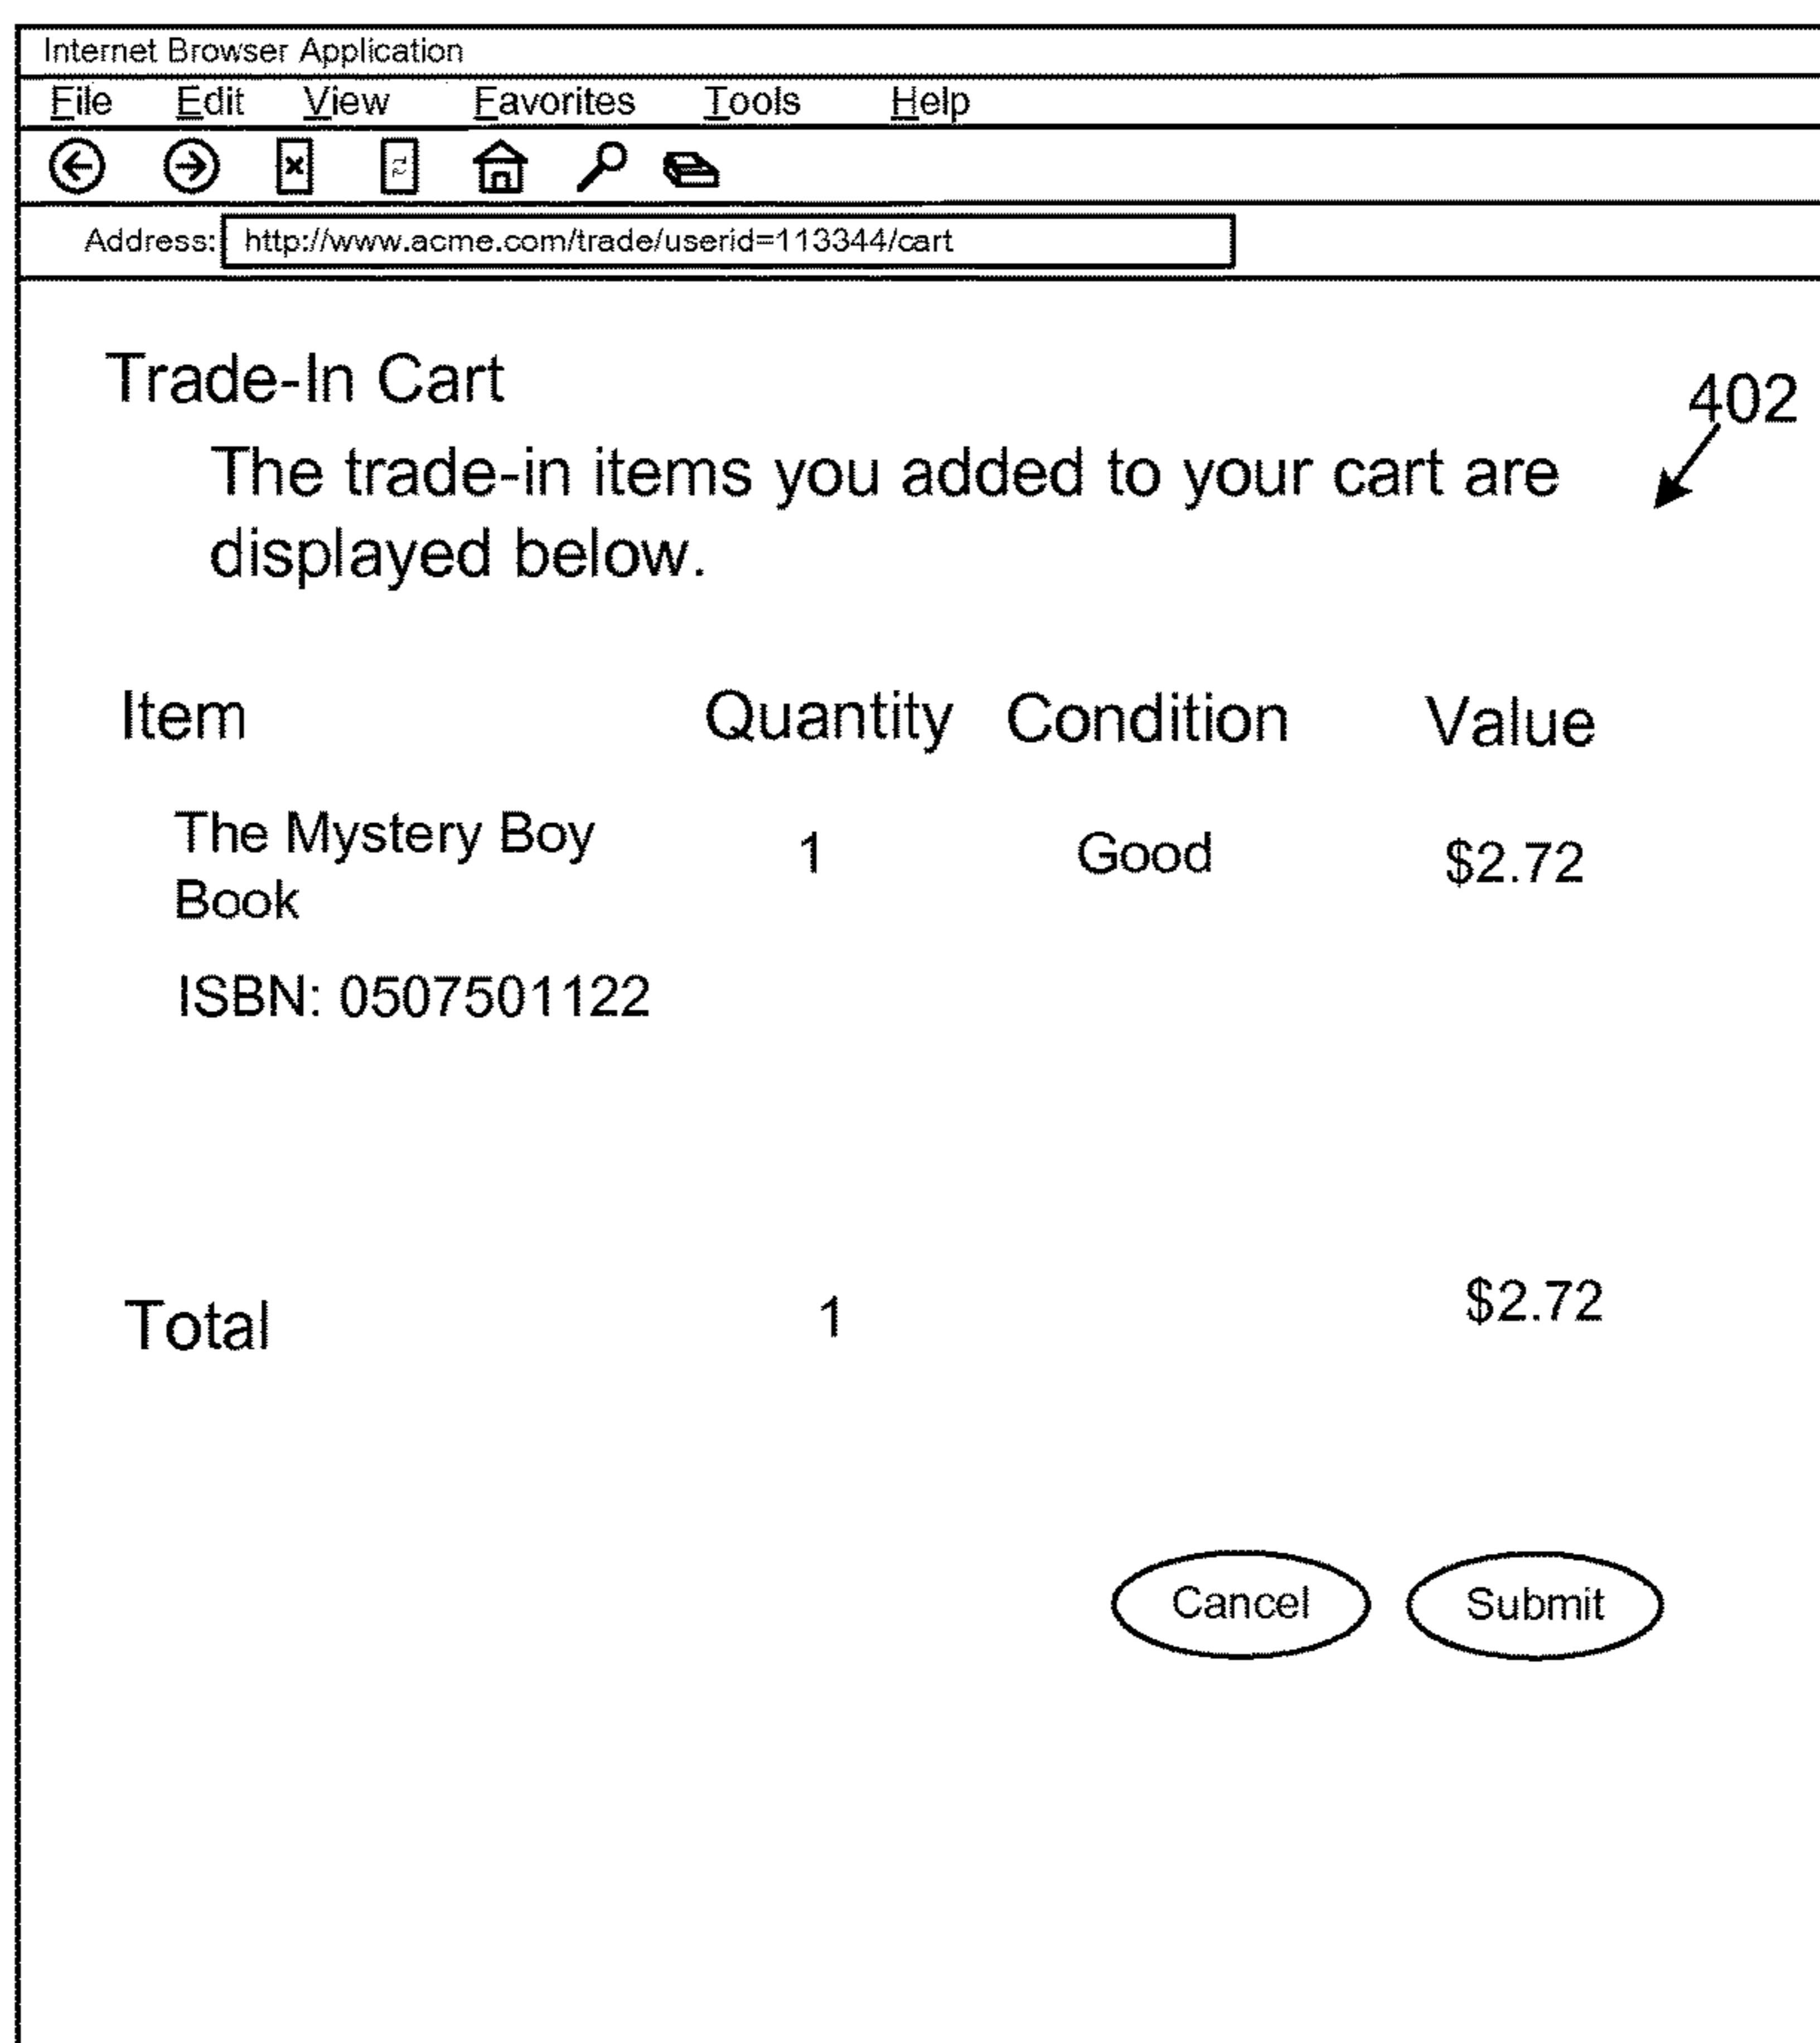 Internet Browser Application
File Edit View Favorites Tools Help
Address: http://www.acme.com/trade/userid=113344/cart
Trade-In Cart
402
The trade-in items you added to your cart are
displayed below.
Item Quantity Condition Value
The Mystery Boy 1 Good $2.72
Book
ISBN: 0507501122
Total 1 $2.72
Cancel Submit